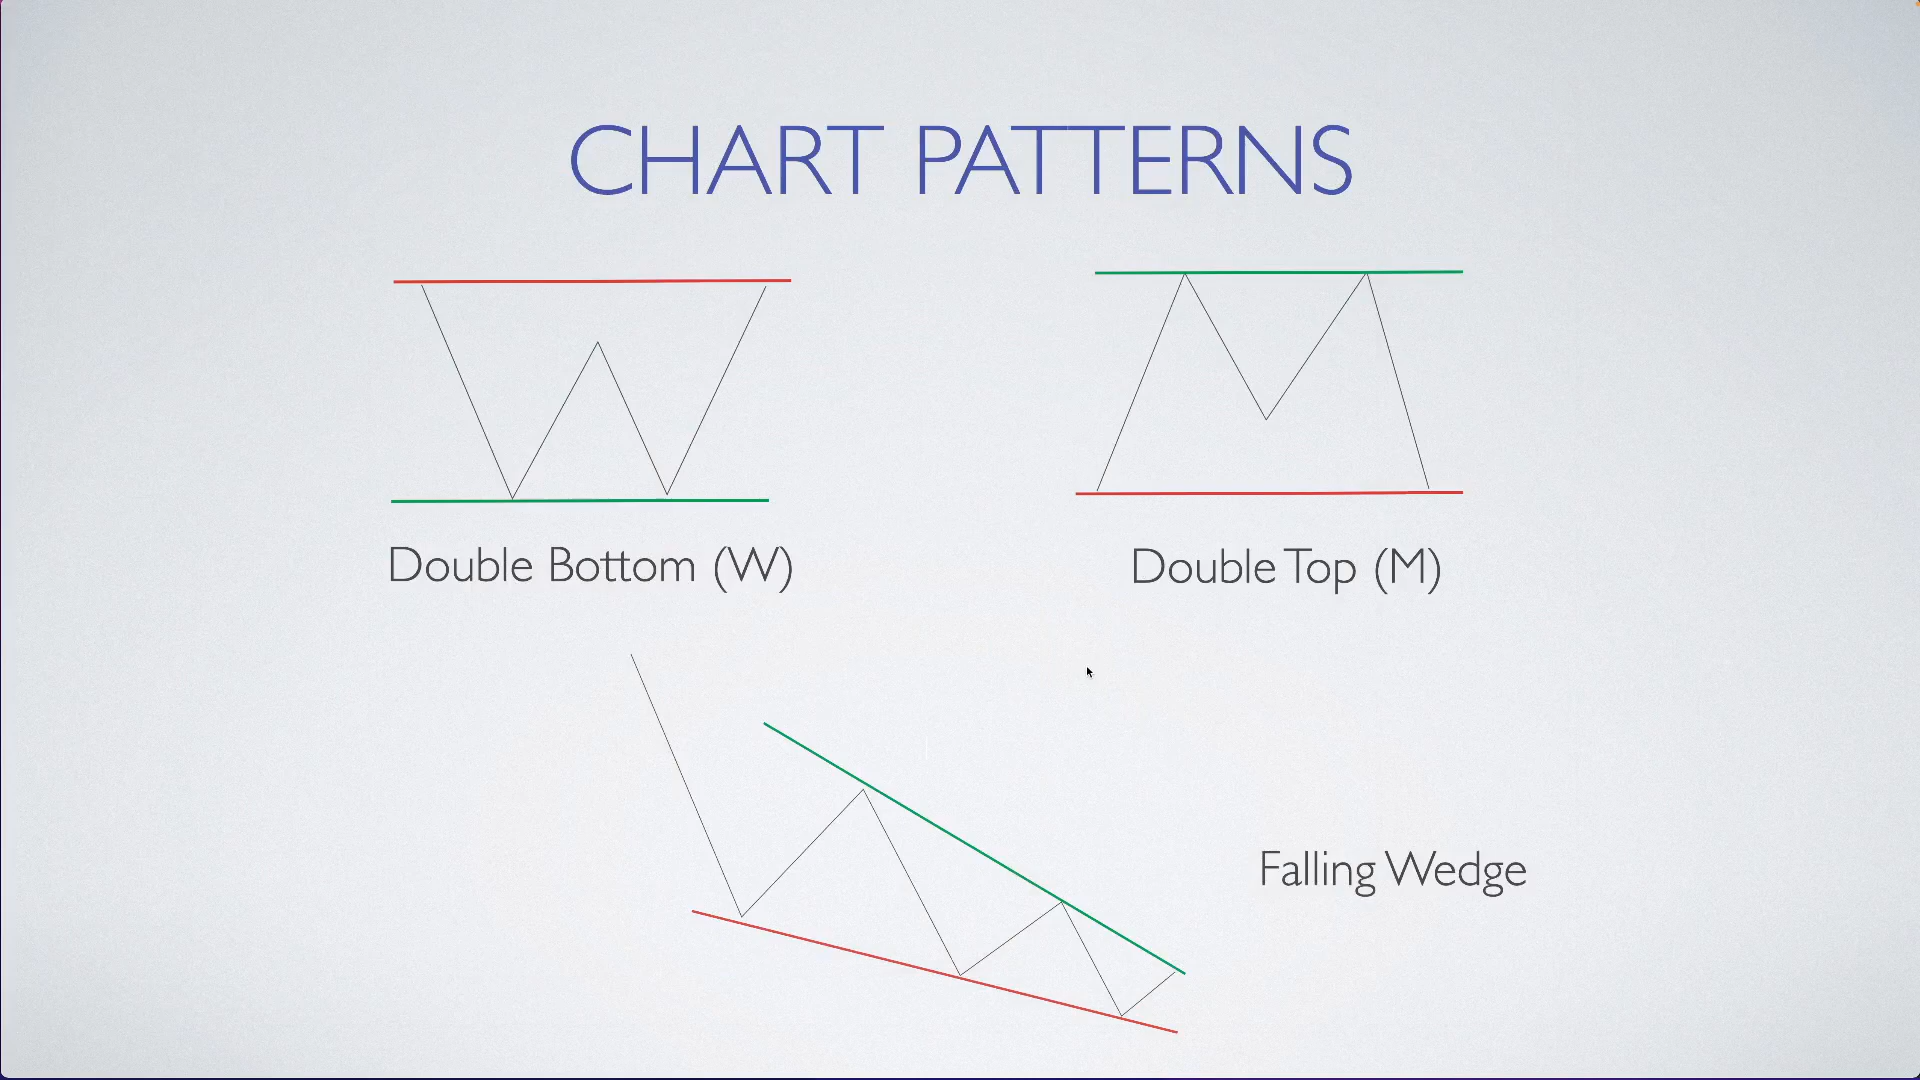 CHART PATTERNS
Double Bottom (W)
Double Top (M)
Falling Wedge